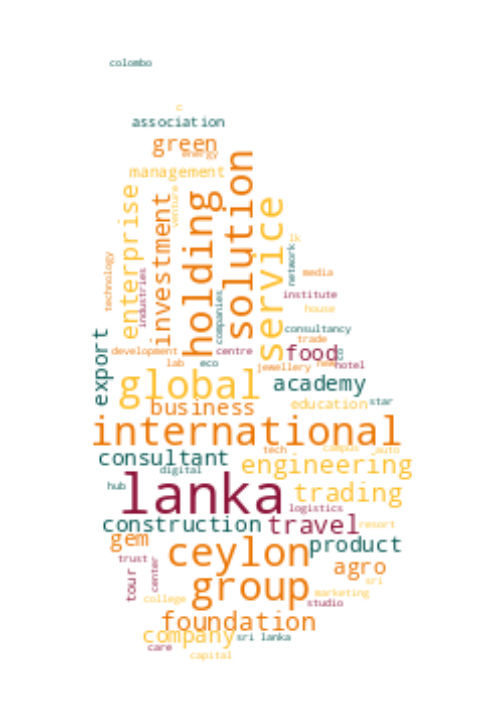 colombo
c
association
green
energy
management
venture
enterprise
investment
holding
solution
service
lk
network
technology
industries
companies
media
institute
house
export
consultancy
trade
development
centre
food
co
lab
eco
jewellery
new
hotel
global
academy
business
education
star
international
consultant
tech
campus
auto
digital
engineering
hub
lanka
trading
logistics
construction
travel
resort
gem
ceylon
product
trust
center
agro
tour
group
sri
college
marketing
studio
foundation
company
sri lanka
care
capital